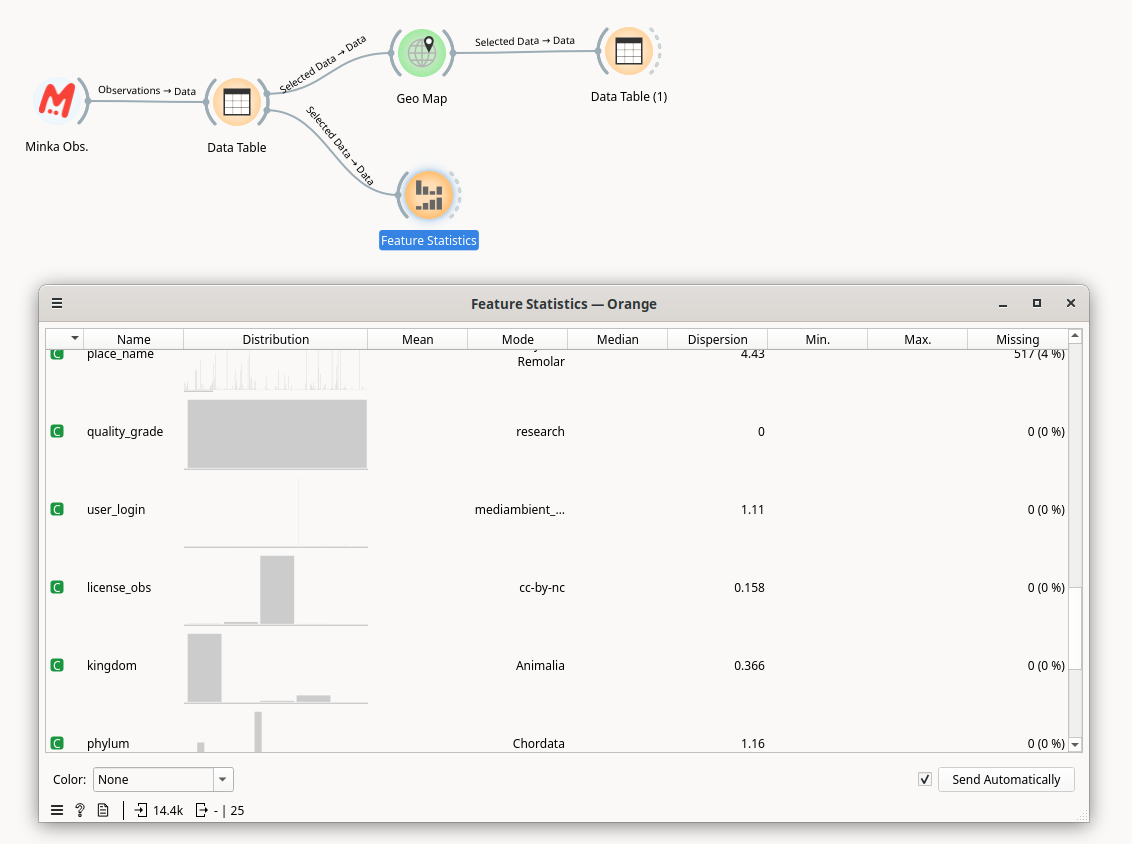 Minka Obs.
Observations → Data
Data Table
Selected Data → Data
Geo Map
Selected Data → Data
Data Table (1)
Selected Data → Data
Feature Statistics
Feature Statistics — Orange
Name Distribution Mean Mode Median Dispersion Min. Max. Missing
C place_name Remolar 4.43 517 (4 %)
C quality_grade research 0 0 (0 %)
C user_login mediambient_... 1.11 0 (0 %)
C license_obs cc-by-nc 0.158 0 (0 %)
C kingdom Animalia 0.366 0 (0 %)
C phylum Chordata 1.16 0 (0 %)
Color: None Send Automatically
? 14.4k - | 25